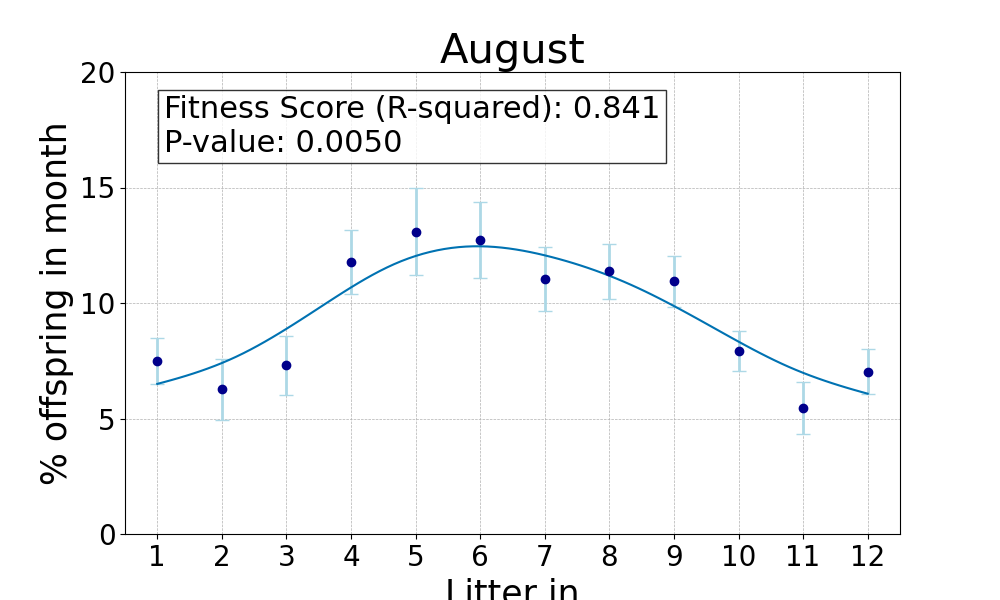 August
Fitness Score (R-squared): 0.841
P-value: 0.0050
% offspring in month
20
15
10
5
0
1 2 3 4 5 6 7 8 9 10 11 12
Litter in